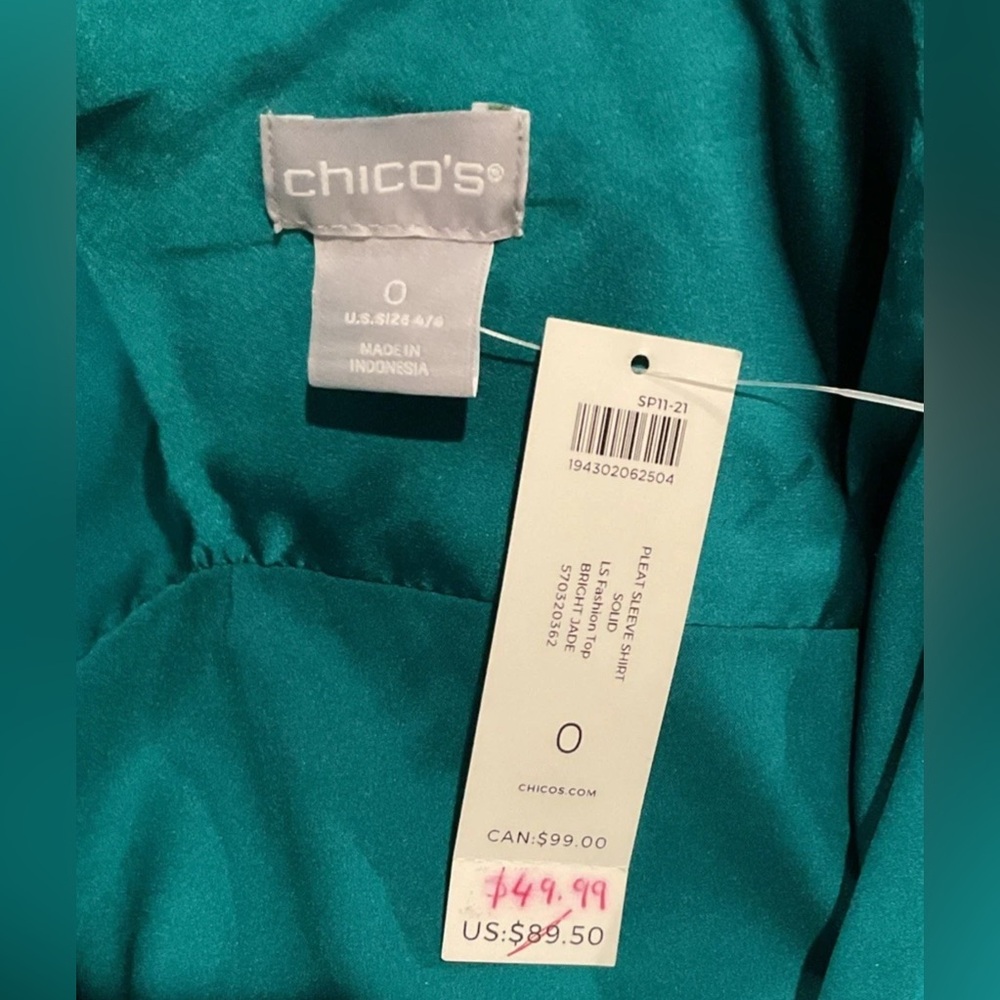 chico's®
0
U.S.SIZE 4/6
MADE IN
INDONESIA
SP11-21
194302062504
PLEAT SLEEVE SHIRT
SOLID
LS Fashion Top
BRIGHT JADE
570320362
0
CHICOS.COM
CAN:$99.00
$49.99
US:$89.50